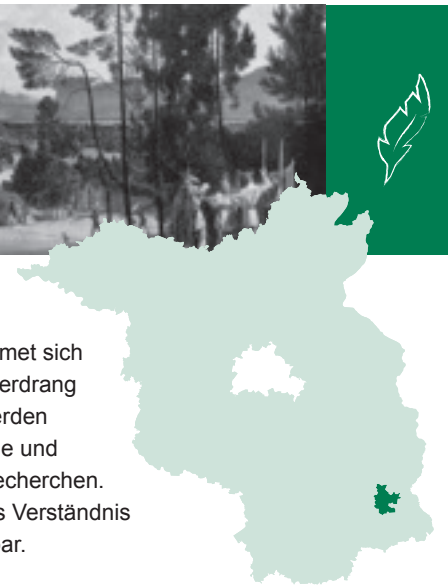 met sich
erdrang
erden
e und
echerchen.
s Verständnis
ar.